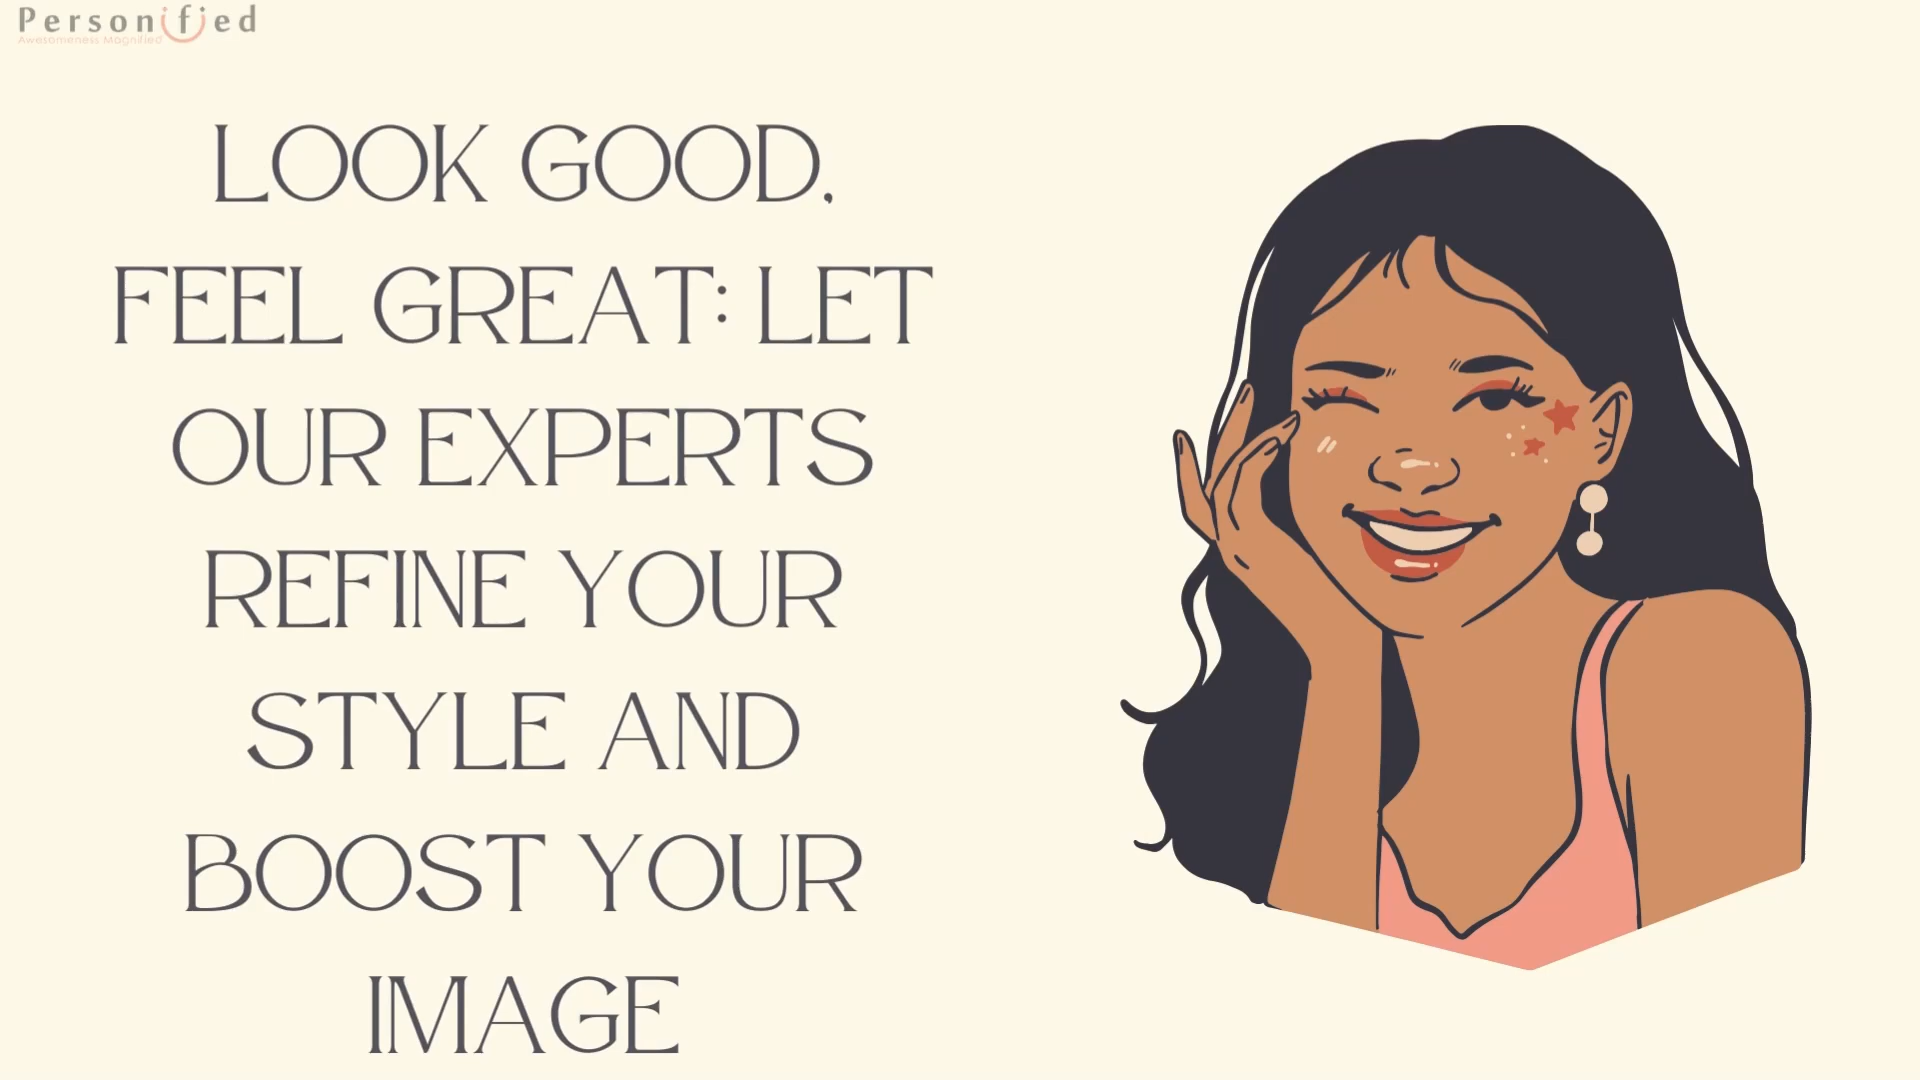 Personified
Awesomeness Magnified
LOOK GOOD,
FEEL GREAT: LET
OUR EXPERTS
REFINE YOUR
STYLE AND
BOOST YOUR
IMAGE